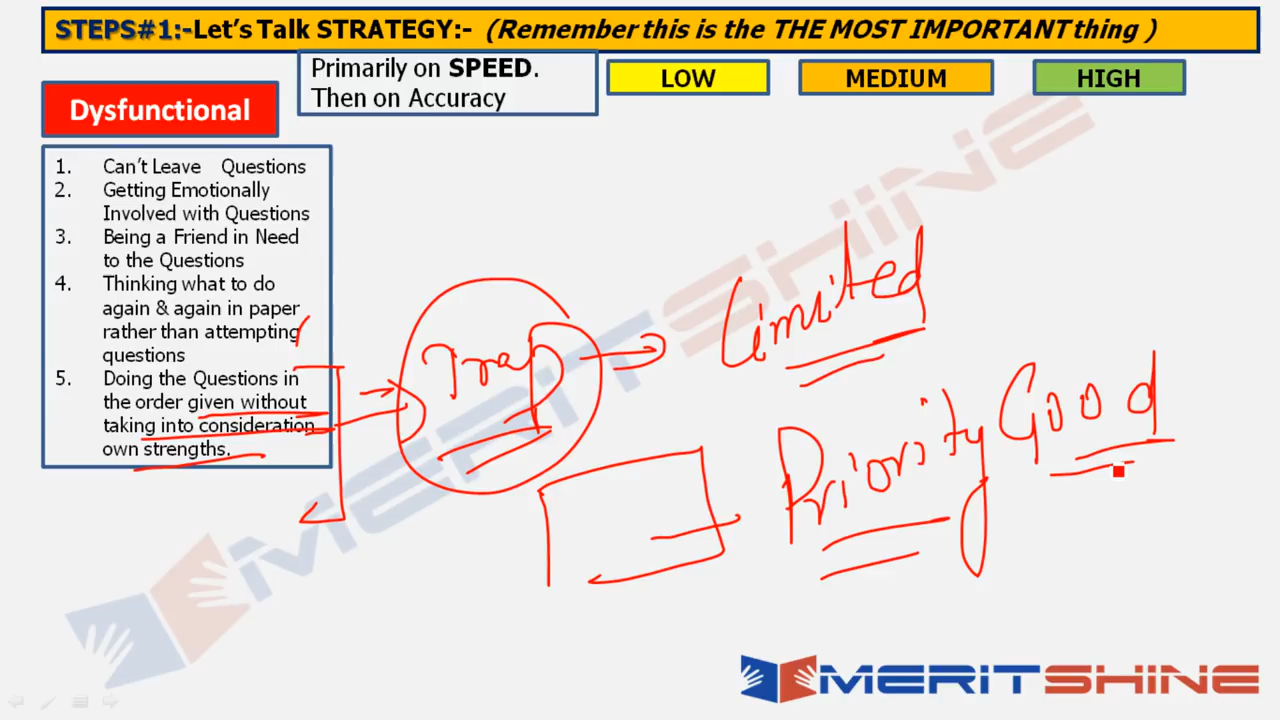 STEPS#1:-Let's Talk STRATEGY:- (Remember this is the THE MOST IMPORTANT thing )
Primarily on SPEED.
Then on Accuracy
LOW
MEDIUM
HIGH
Dysfunctional
1. Can't Leave Questions
2. Getting Emotionally
Involved with Questions
3. Being a Friend in Need
to the Questions
4. Thinking what to do
again & again in paper
rather than attempting
questions
5. Doing the Questions in
the order given without
taking into consideration
own strengths.
Trap
Limited
Priority Good
MERITSHINE
MERITSHINE